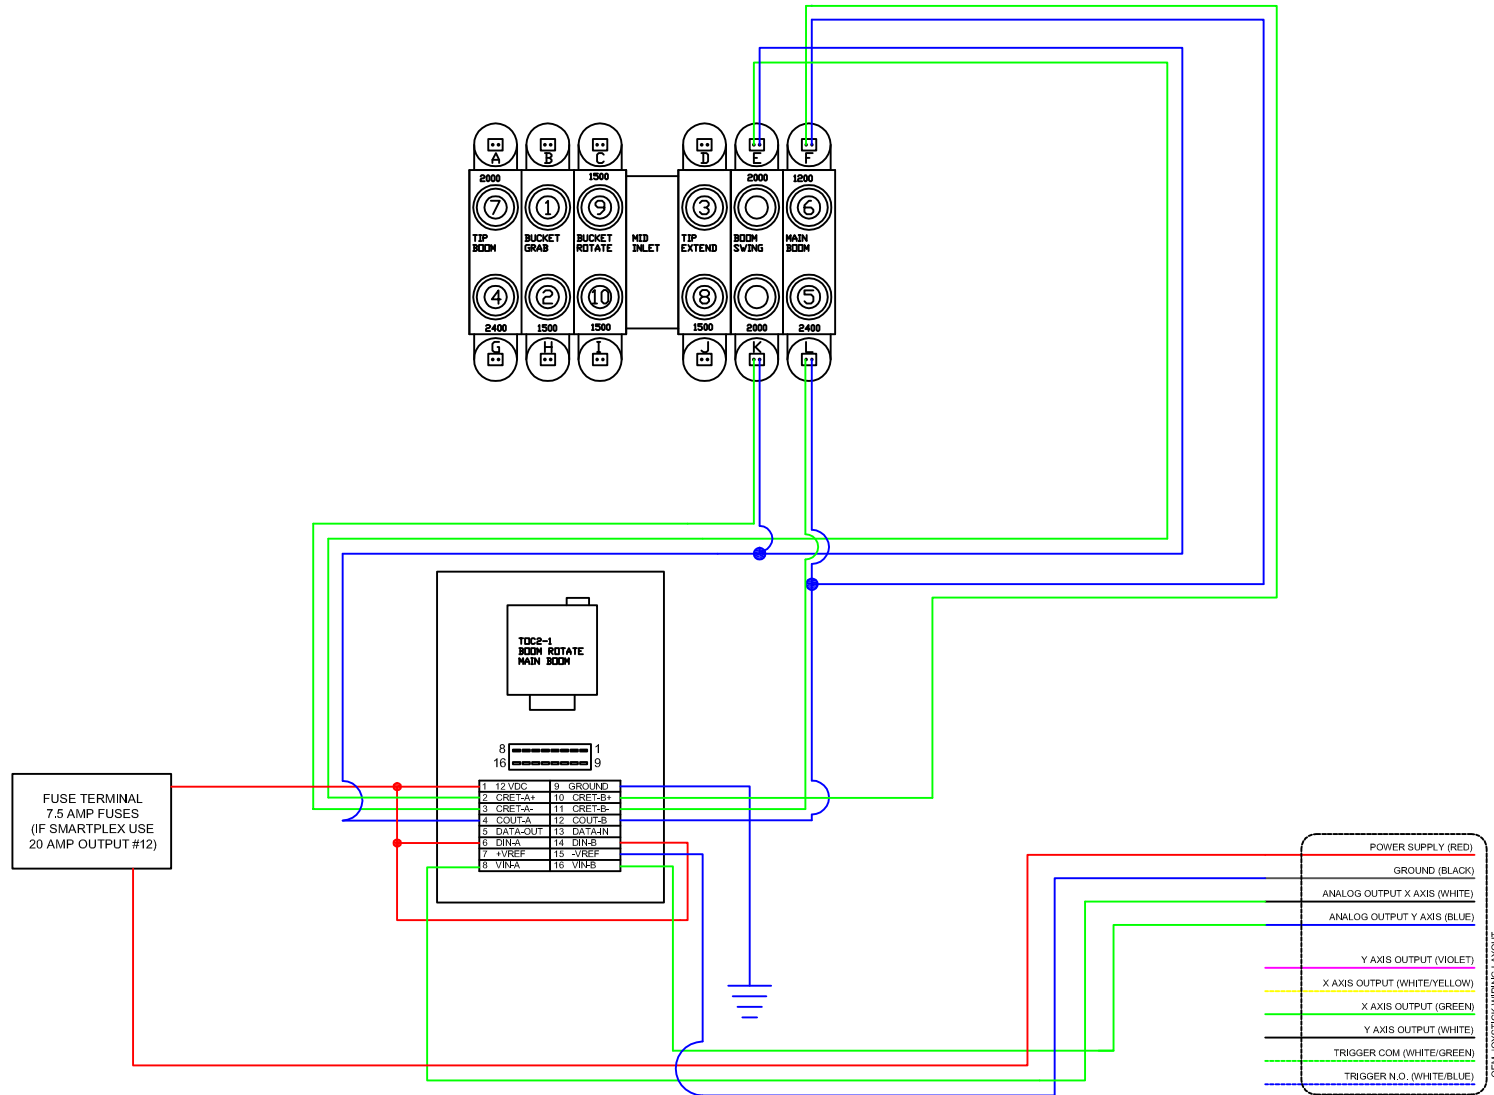 A
B
C
D
E
F
2000
1500
2000
1200
7
1
9
3
6
TIP
BOOM
BUCKET
GRAB
BUCKET
ROTATE
MID
INLET
TIP
EXTEND
BOOM
SWING
MAIN
BOOM
4
2
10
8
5
2400
1500
1500
1500
2000
2400
G
H
I
J
K
L
TOC2-1
BOOM ROTATE
MAIN BOOM
8
1
16
9
1 12 VDC
9 GROUND
2 CRET-A+
10 CRET-B+
3 CRET-A-
11 CRET-B-
4 COUT-A
12 COUT-B
5 DATA-OUT
13 DATA-IN
6 DIN-A
14 DIN-B
7 +VREF
15 -VREF
8 VIN-A
16 VIN-B
FUSE TERMINAL
7.5 AMP FUSES
(IF SMARTPLEX USE
20 AMP OUTPUT #12)
POWER SUPPLY (RED)
GROUND (BLACK)
ANALOG OUTPUT X AXIS (WHITE)
ANALOG OUTPUT Y AXIS (BLUE)
Y AXIS OUTPUT (VIOLET)
X AXIS OUTPUT (WHITE/YELLOW)
X AXIS OUTPUT (GREEN)
Y AXIS OUTPUT (WHITE)
TRIGGER COM (WHITE/GREEN)
TRIGGER N.O. (WHITE/BLUE)
JOYSTICK WIRING LAYOUT